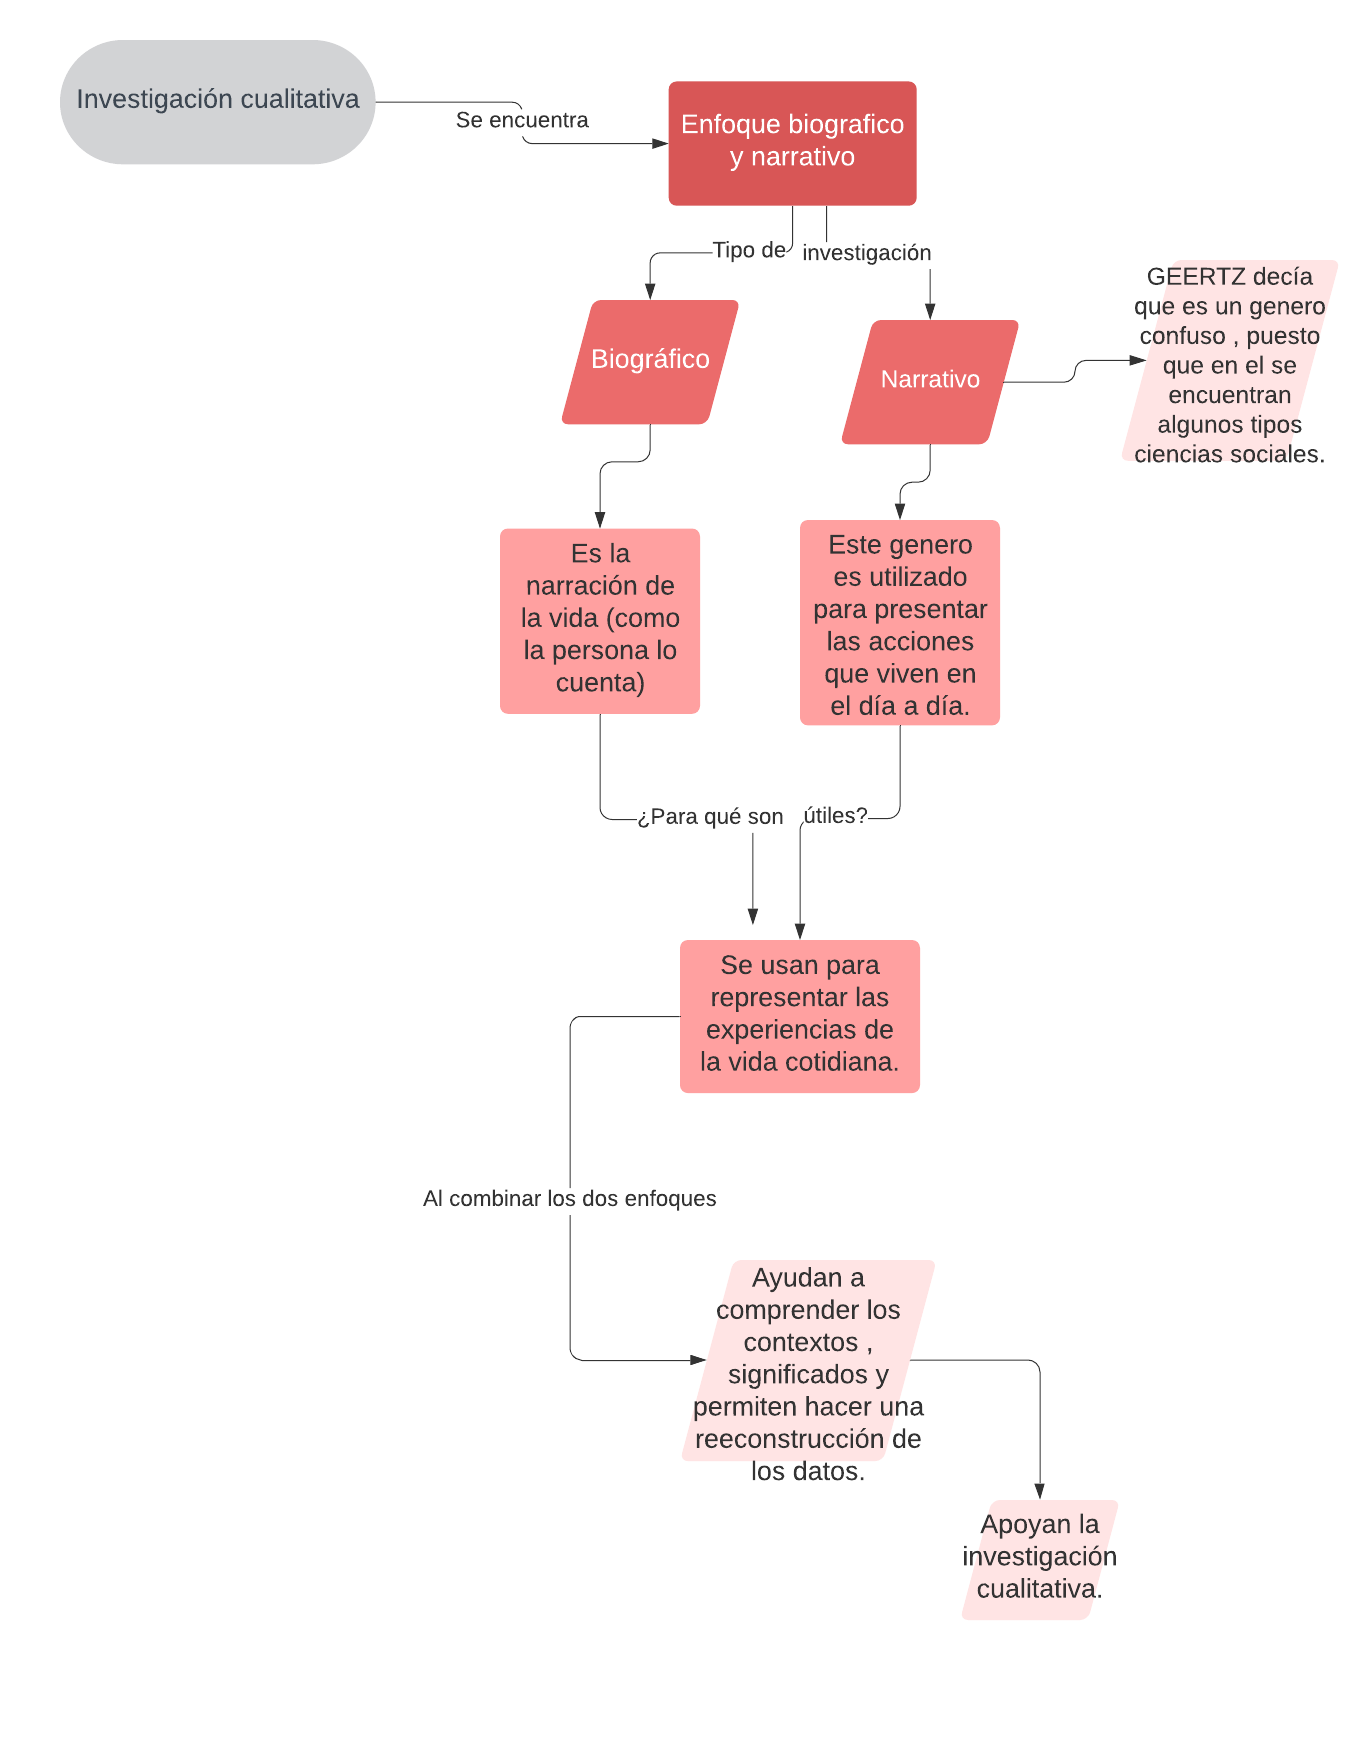 Investigación cualitativa
Se encuentra
Enfoque biografico
y narrativo
Tipo de
investigación
Biográfico
Narrativo
GEERTZ decía
que es un genero
confuso , puesto
que en el se
encuentran
algunos tipos
ciencias sociales.
Es la
narración de
la vida (como
la persona lo
cuenta)
Este genero
es utilizado
para presentar
las acciones
que viven en
el día a día.
¿Para qué son
útiles?
Se usan para
representar las
experiencias de
la vida cotidiana.
Al combinar los dos enfoques
Ayudan a
comprender los
contextos ,
significados y
permiten hacer una
reeconstrucción de
los datos.
Apoyan la
investigación
cualitativa.